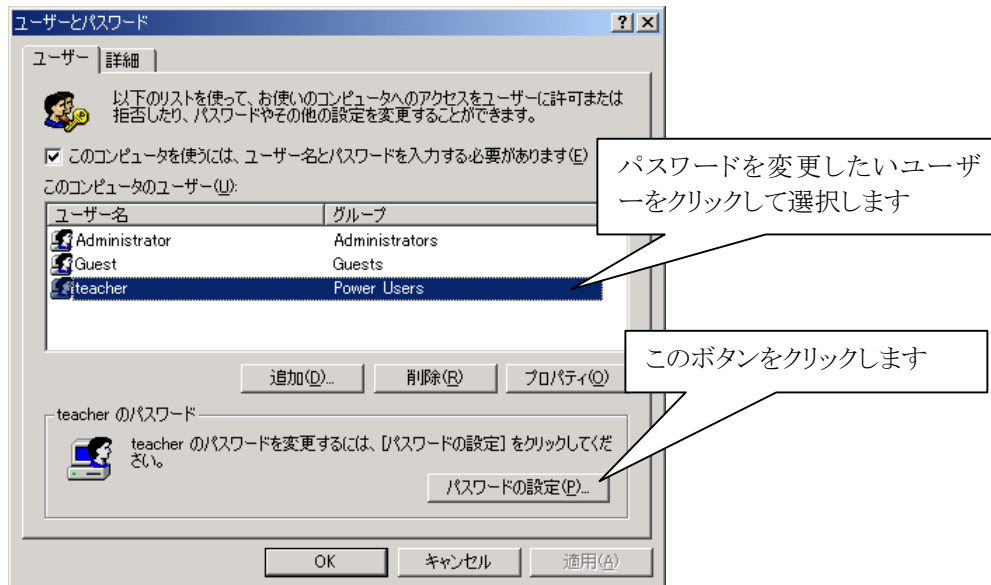 ユーザーとパスワード
ユーザー
詳細
以下のリストを使って、お使いのコンピュータへのアクセスをユーザーに許可または
拒否したり、パスワードやその他の設定を変更することができます。
このコンピュータを使うには、ユーザー名とパスワードを入力する必要があります(E)
パスワードを変更したいユーザ
ーをクリックして選択します
このコンピュータのユーザー(U):
ユーザー名 グループ
Administrator Administrators
Guest Guests
teacher Power Users
このボタンをクリックします
追加(D)... 削除(R) プロパティ(O)
teacher のパスワード
teacher のパスワードを変更するには、[パスワードの設定] をクリックしてくだ
さい。
パスワードの設定(P)...
OK キャンセル 適用(A)